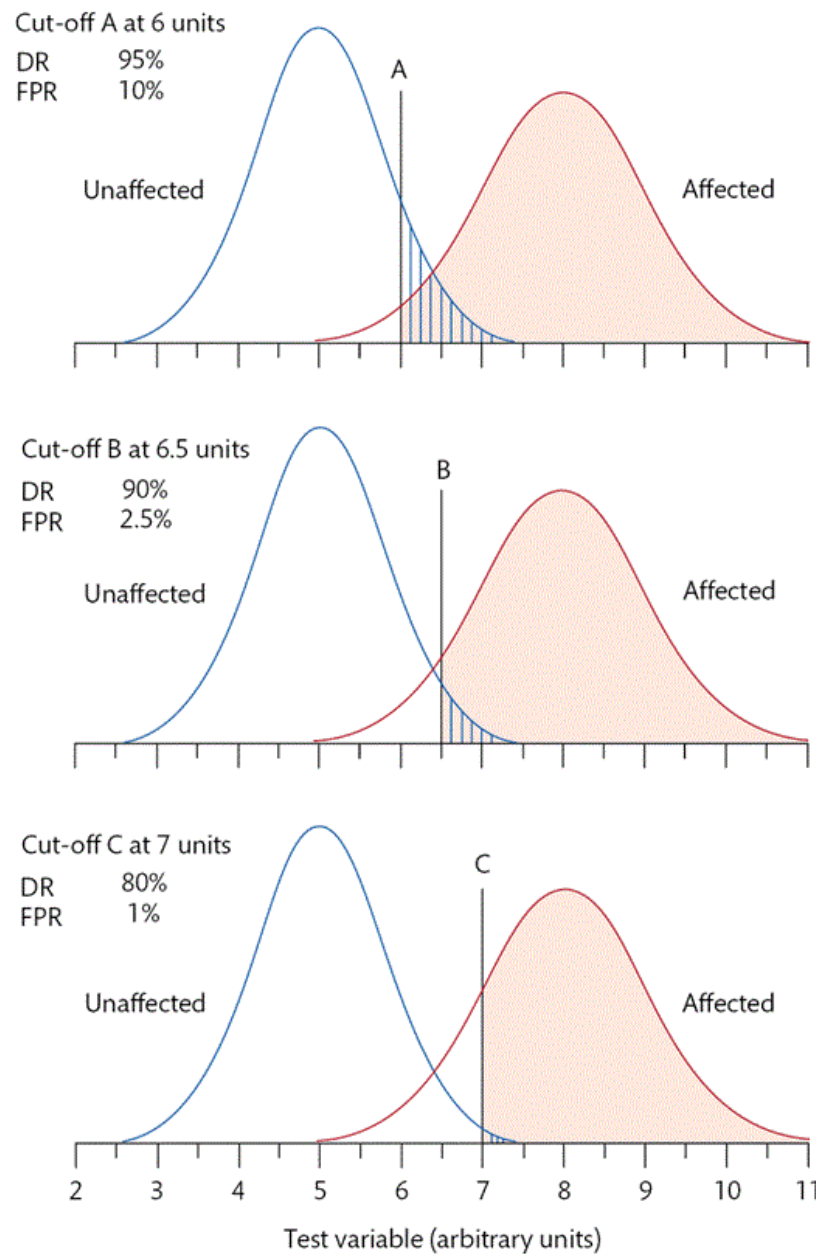 Cut-off A at 6 units
DR 95%
FPR 10%
A
Unaffected
Affected
Cut-off B at 6.5 units
DR 90%
FPR 2.5%
B
Unaffected
Affected
Cut-off C at 7 units
DR 80%
FPR 1%
C
Unaffected
Affected
2 3 4 5 6 7 8 9 10 11
Test variable (arbitrary units)